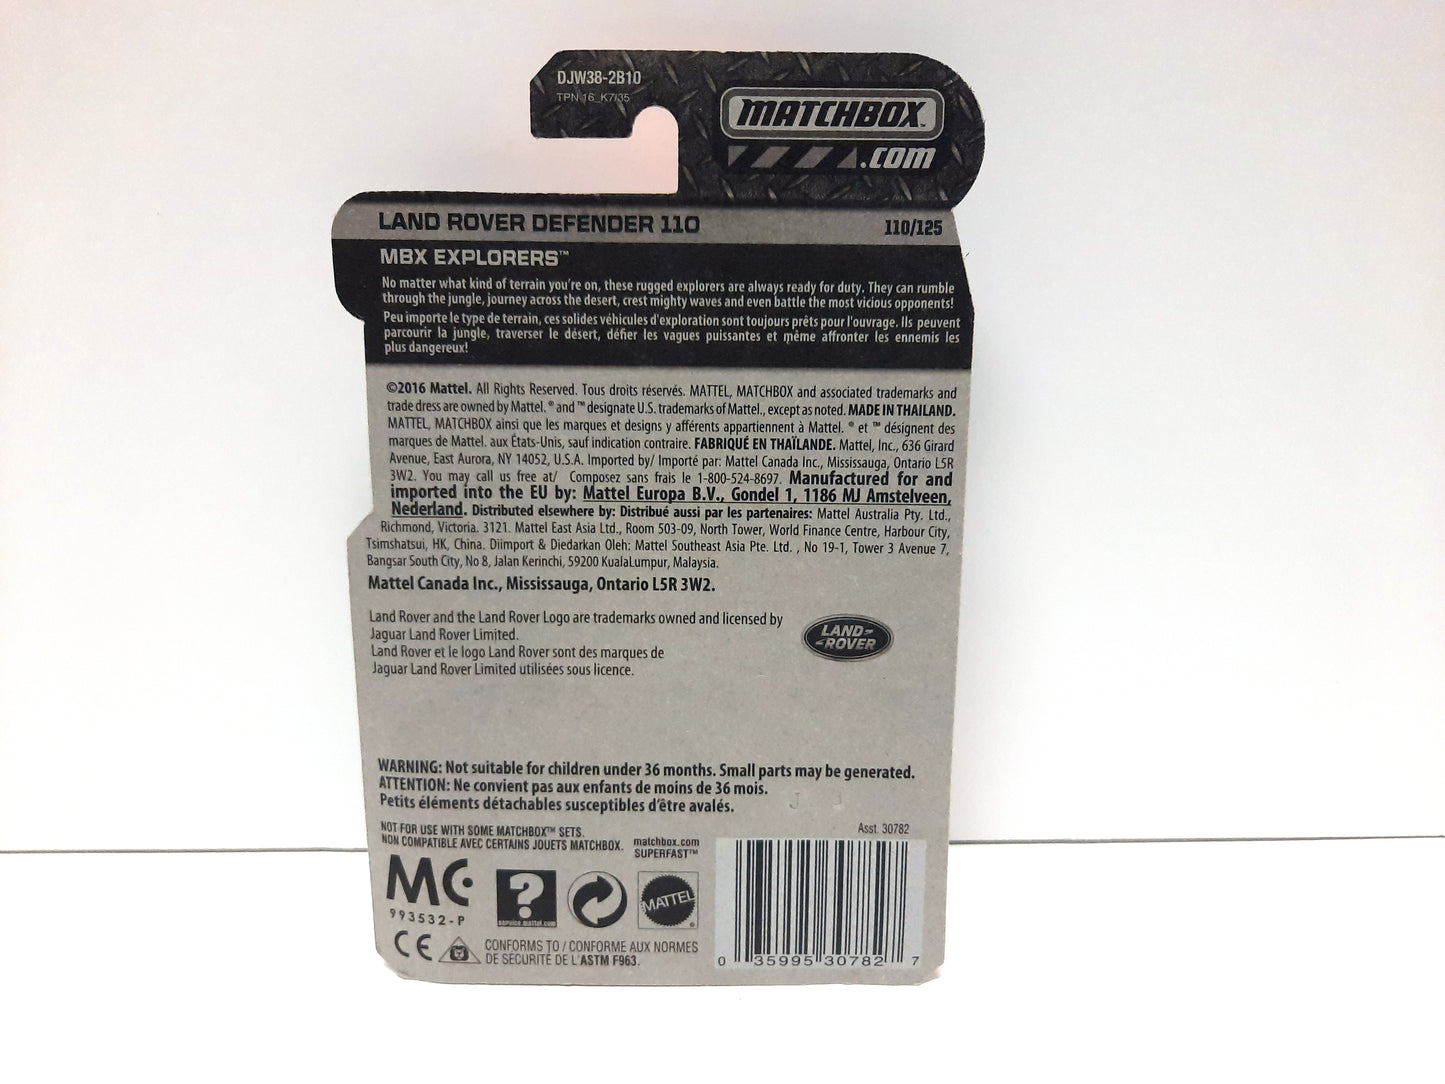 DJW38-2B10
TPN 16_K7/35
MATCHBOX™
.com
LAND ROVER DEFENDER 110
110/125
MBX EXPLORERS™
No matter what kind of terrain you're on, these rugged explorers are always ready for duty. They can rumble
through the jungle, journey across the desert, crest mighty waves and even battle the most vicious opponents!
Peu importe le type de terrain, ces solides véhicules d'exploration sont toujours prêts pour l'ouvrage. Ils peuvent
parcourir la jungle, traverser le désert, défier les vagues puissantes et même affronter les ennemis les
plus dangereux!
©2016 Mattel. All Rights Reserved. Tous droits réservés. MATTEL, MATCHBOX and associated trademarks and
trade dress are owned by Mattel. ® and ™ designate U.S. trademarks of Mattel., except as noted. MADE IN THAILAND.
MATTEL, MATCHBOX ainsi que les marques et designs y afférents appartiennent à Mattel. ® et ™ désignent des
marques de Mattel. aux États-Unis, sauf indication contraire. FABRIQUÉ EN THAÏLANDE. Mattel, Inc., 636 Girard
Avenue, East Aurora, NY 14052, U.S.A. Imported by/ Importé par: Mattel Canada Inc., Mississauga, Ontario L5R
3W2. You may call us free at/ Composez sans frais le 1-800-524-8697. Manufactured for and
imported into the EU by: Mattel Europa B.V., Gondel 1, 1186 MJ Amstelveen,
Nederland. Distributed elsewhere by: Distribué aussi par les partenaires: Mattel Australia Pty. Ltd.,
Richmond, Victoria. 3121. Mattel East Asia Ltd., Room 503-09, North Tower, World Finance Centre, Harbour City,
Tsimshatsui, HK, China. Diimport & Diedarkan Oleh: Mattel Southeast Asia Pte. Ltd. , No 19-1, Tower 3 Avenue 7,
Bangsar South City, No 8, Jalan Kerinchi, 59200 KualaLumpur, Malaysia.
Mattel Canada Inc., Mississauga, Ontario L5R 3W2.
Land Rover and the Land Rover Logo are trademarks owned and licensed by
Jaguar Land Rover Limited.
Land Rover et le logo Land Rover sont des marques de
Jaguar Land Rover Limited utilisées sous licence.
LAND-
-ROVER
WARNING: Not suitable for children under 36 months. Small parts may be generated.
ATTENTION: Ne convient pas aux enfants de moins de 36 mois.
Petits éléments détachables susceptibles d'être avalés.
NOT FOR USE WITH SOME MATCHBOX™ SETS.
NON COMPATIBLE AVEC CERTAINS JOUETS MATCHBOX.
matchbox.com
SUPERFAST™
Asst. 30782
MC
993532-P
?
service.mattel.com
MATTEL
®
CE
CONFORMS TO / CONFORME AUX NORMES
DE SÉCURITÉ DE L'ASTM F963.
0 35995 30782 7